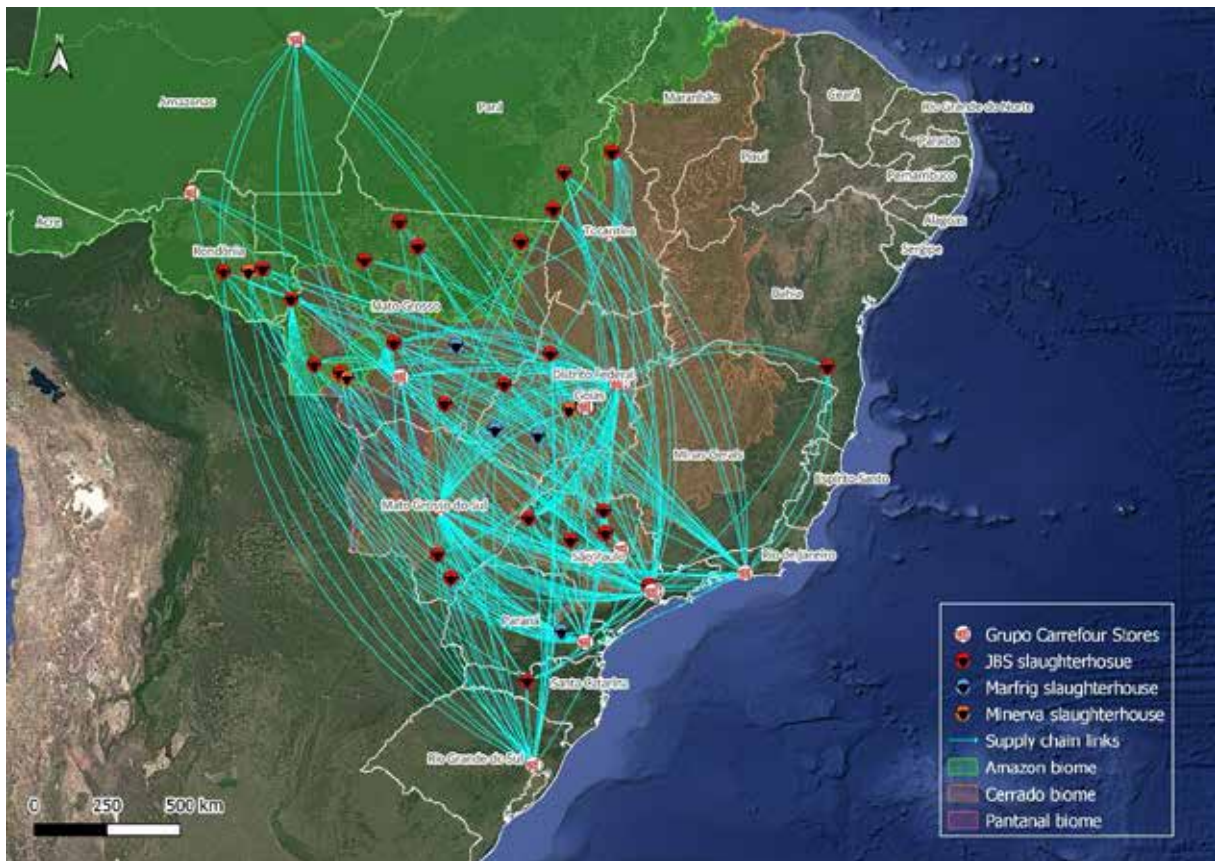 N
Amazonas
Pará
Maranhão
Ceará
Rio Grande do Norte
Paraíba
Piauí
Pernambuco
Acre
Alagoas
Tocantins
Sergipe
Rondônia
Bahia
Mato Grosso
Distrito Federal
Goiás
Minas Gerais
Espírito Santo
Mato Grosso do Sul
São Paulo
Rio de Janeiro
Paraná
Santa Catarina
Rio Grande do Sul
Grupo Carrefour Stores
JBS slaughterhosue
Marfrig slaughterhouse
Minerva slaughterhouse
Supply chain links
Amazon biome
Cerrado biome
Pantanal biome
0 250 500 km